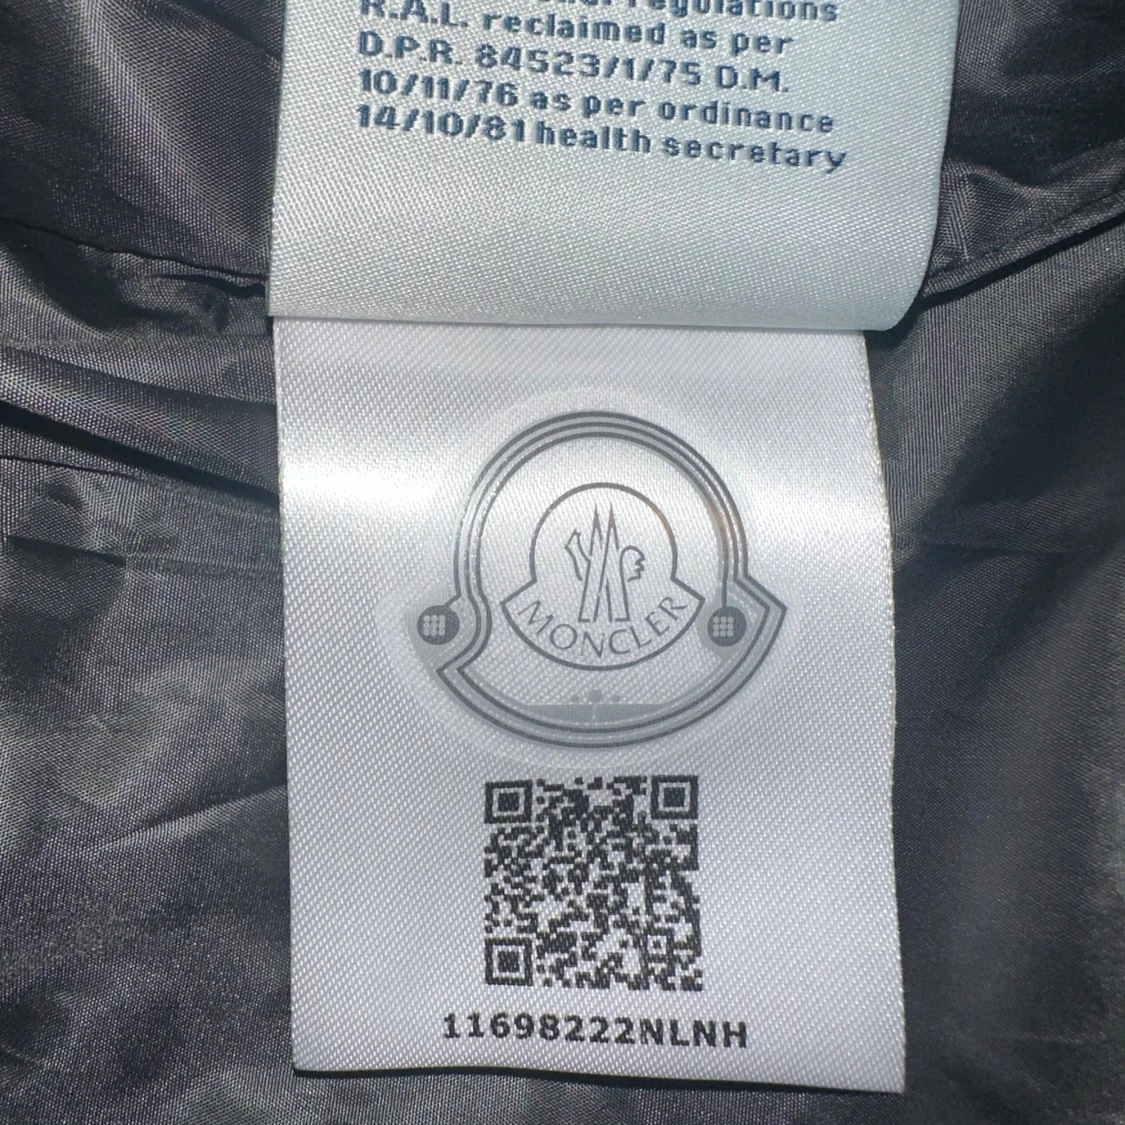 regulations
R.A.L. reclaimed as per
D.P.R. 84523/1/75 D.M.
10/11/76 as per ordinance
14/10/81 health secretary
MONCLER
11698222NLNH